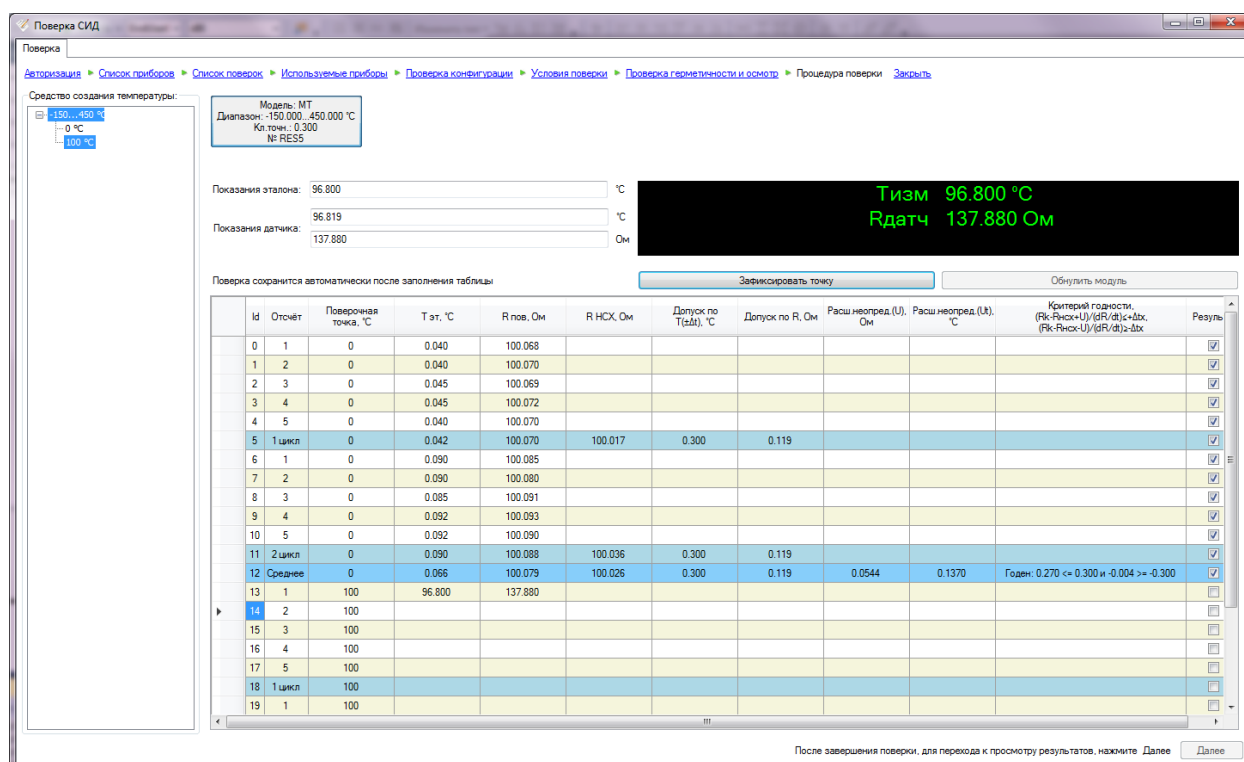 Поверка СИД
Поверка
Авторизация Список приборов Список поверок Используемые приборы Проверка конфигурации Условия поверки Проверка герметичности и осмотр Процедура поверки Закрыть
Средство создания температуры:
-150...450 °C
0 °C
100 °C
Модель: МТ
Диапазон: -150.000...450.000 °C
Кл.точн.: 0.300
№ RES5
Показания эталона: 96.800 °C
Показания датчика:
96.819 °C
137.880 Ом
Тизм 96.800 °C
Rдатч 137.880 Ом
Поверка сохранится автоматически после заполнения таблицы
Зафиксировать точку Обнулить модуль
Id Отсчёт Поверочная точка, °C Т эт, °C R пов, Ом R НСХ, Ом Допуск по Т(±Δt), °C Допуск по R, Ом Расш.неопред.(U), Ом Расш.неопред.(Ut), °C Критерий годности, (Rk-Rнсх+U)/(dR/dt)≤+Δtx, (Rk-Rнсх-U)/(dR/dt)≥-Δtx Резуль
0 1 0 0.040 100.068
1 2 0 0.040 100.070
2 3 0 0.045 100.069
3 4 0 0.045 100.072
4 5 0 0.040 100.070
5 1 цикл 0 0.042 100.070 100.017 0.300 0.119
6 1 0 0.090 100.085
7 2 0 0.090 100.080
8 3 0 0.085 100.091
9 4 0 0.092 100.093
10 5 0 0.092 100.090
11 2 цикл 0 0.090 100.088 100.036 0.300 0.119
12 Среднее 0 0.066 100.079 100.026 0.300 0.119 0.0544 0.1370 Годен: 0.270 <= 0.300 и -0.004 >= -0.300
13 1 100 96.800 137.880
14 2 100
15 3 100
16 4 100
17 5 100
18 1 цикл 100
19 1 100
После завершения поверки, для перехода к просмотру результатов, нажмите Далее Далее